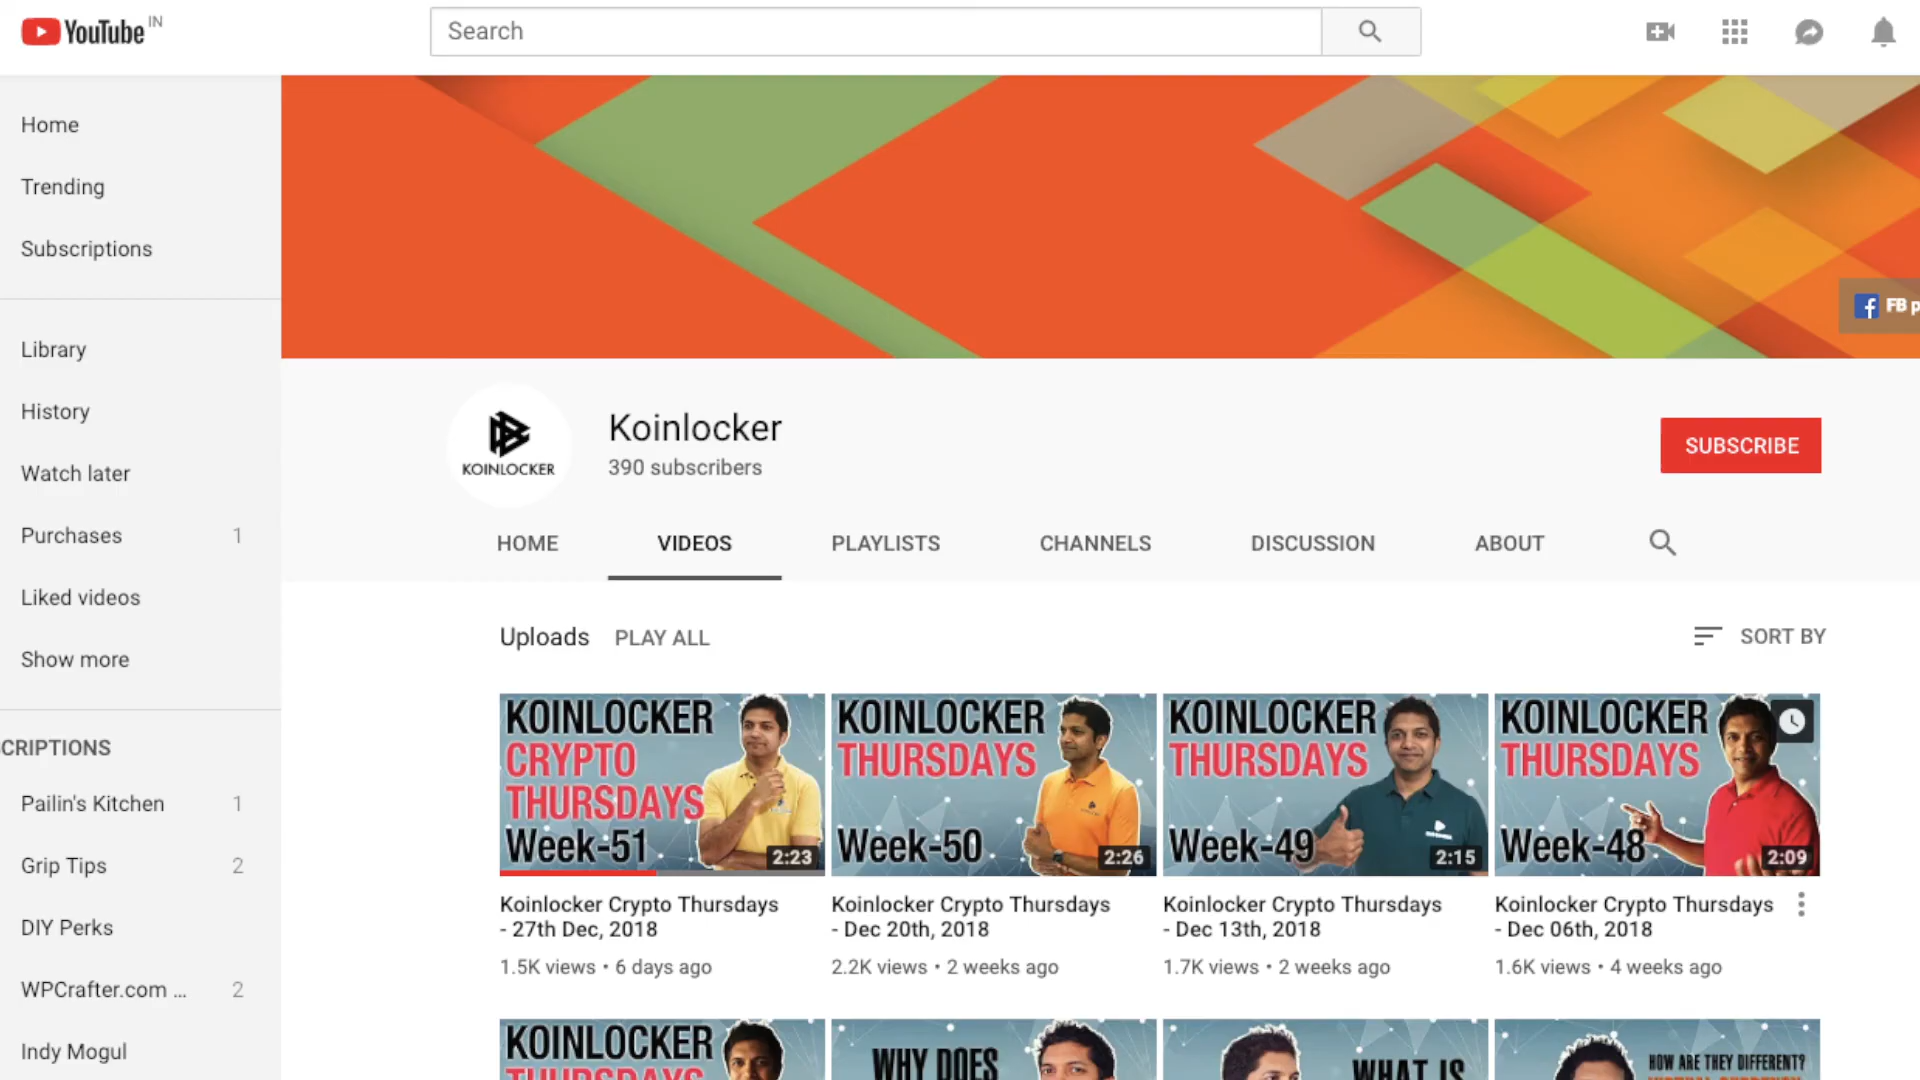 YouTube IN
Search
Home
Trending
Subscriptions
Library
History
Watch later
Purchases 1
Liked videos
Show more
CRIPTIONS
Pailin's Kitchen 1
Grip Tips 2
DIY Perks
WPCrafter.com ... 2
Indy Mogul
FB p
KOINLOCKER
Koinlocker
390 subscribers
SUBSCRIBE
HOME VIDEOS PLAYLISTS CHANNELS DISCUSSION ABOUT
Uploads PLAY ALL SORT BY
KOINLOCKER
CRYPTO
THURSDAYS
Week-51
2:23
Koinlocker Crypto Thursdays
- 27th Dec, 2018
1.5K views • 6 days ago
KOINLOCKER
THURSDAYS
Week-50
2:26
Koinlocker Crypto Thursdays
- Dec 20th, 2018
2.2K views • 2 weeks ago
KOINLOCKER
THURSDAYS
Week-49
2:15
Koinlocker Crypto Thursdays
- Dec 13th, 2018
1.7K views • 2 weeks ago
KOINLOCKER
THURSDAYS
Week-48
2:09
Koinlocker Crypto Thursdays
- Dec 06th, 2018
1.6K views • 4 weeks ago
KOINLOCKER
THURSDAYS
WHY DOES
WHAT IS
HOW ARE THEY DIFFERENT?